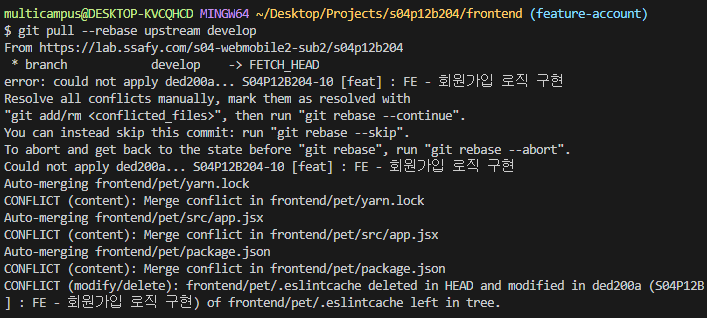 multicampus@DESKTOP-KVCQHCD MINGW64 ~/Desktop/Projects/s04p12b204/frontend (feature-account)
$ git pull --rebase upstream develop
From https://lab.ssafy.com/s04-webmobile2-sub2/s04p12b204
 * branch            develop    -> FETCH_HEAD
error: could not apply ded200a... S04P12B204-10 [feat] : FE - 회원가입 로직 구현
Resolve all conflicts manually, mark them as resolved with
"git add/rm <conflicted_files>", then run "git rebase --continue".
You can instead skip this commit: run "git rebase --skip".
To abort and get back to the state before "git rebase", run "git rebase --abort".
Could not apply ded200a... S04P12B204-10 [feat] : FE - 회원가입 로직 구현
Auto-merging frontend/pet/yarn.lock
CONFLICT (content): Merge conflict in frontend/pet/yarn.lock
Auto-merging frontend/pet/src/app.jsx
CONFLICT (content): Merge conflict in frontend/pet/src/app.jsx
Auto-merging frontend/pet/package.json
CONFLICT (content): Merge conflict in frontend/pet/package.json
CONFLICT (modify/delete): frontend/pet/.eslintcache deleted in HEAD and modified in ded200a (S04P12B
] : FE - 회원가입 로직 구현) of frontend/pet/.eslintcache left in tree.